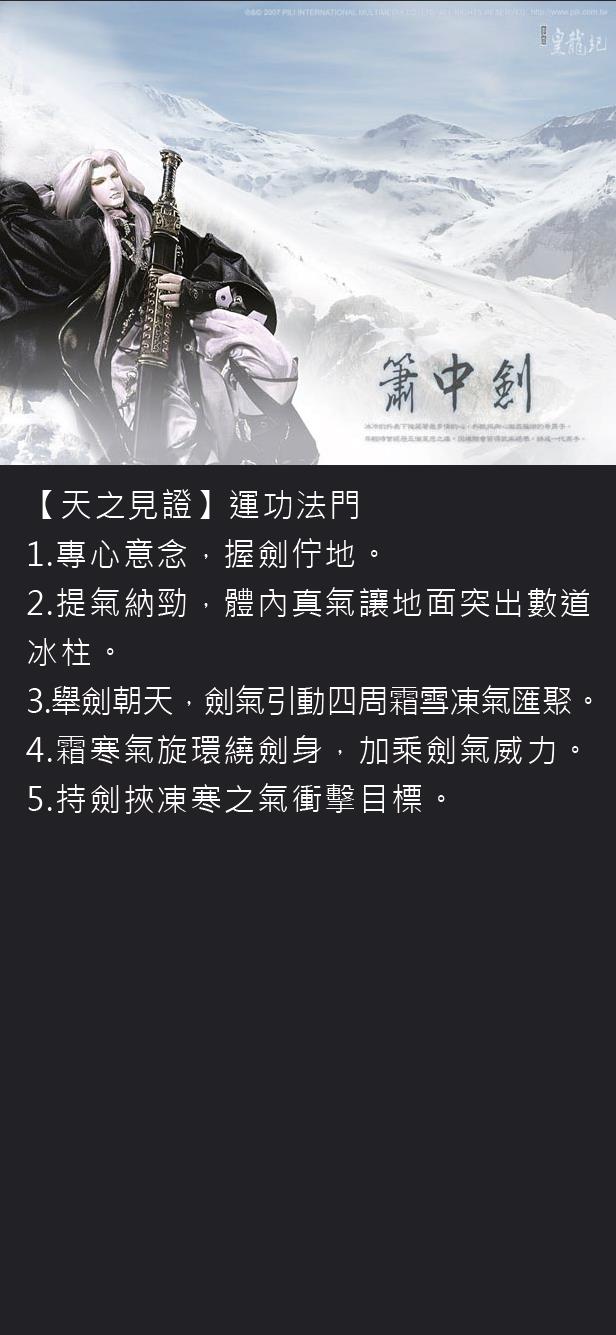 ©&® 2007 PILI INTERNATIONAL MULTIMEDIA CO., LTD. ALL RIGHTS RESERVED. http://www.pili.com.tw
皇龍紀
簫中劍
【天之見證】運功法門
1.專心意念，握劍佇地。
2.提氣納勁，體內真氣讓地面突出數道
冰柱。
3.舉劍朝天，劍氣引動四周霜雪凍氣匯聚。
4.霜寒氣旋環繞劍身，加乘劍氣威力。
5.持劍挾凍寒之氣衝擊目標。